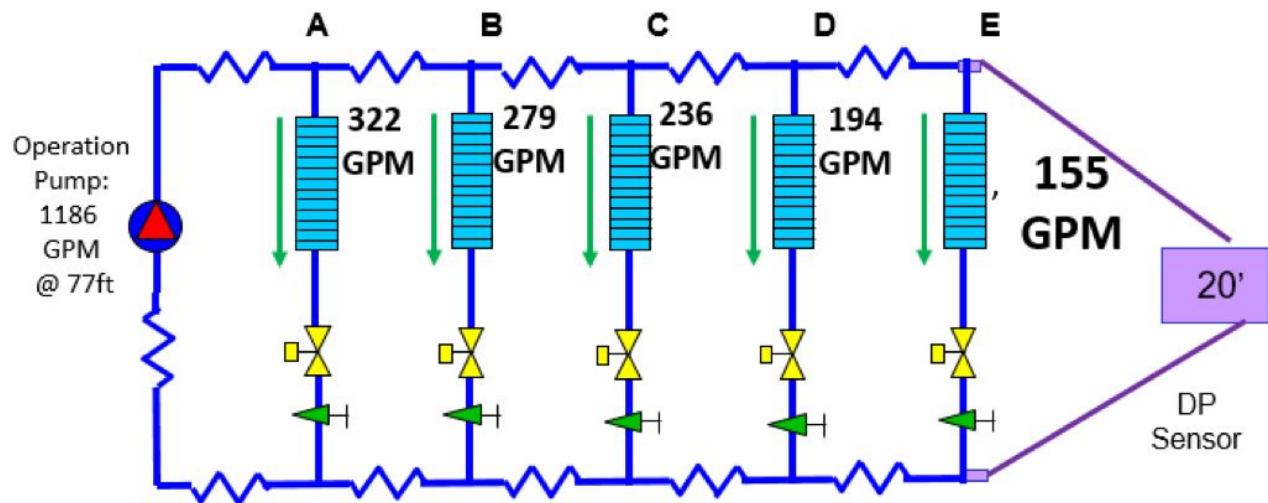 A B C D E
Operation
Pump:
1186
GPM
@ 77ft
322
GPM
279
GPM
236
GPM
194
GPM
,
155
GPM
20’
DP
Sensor